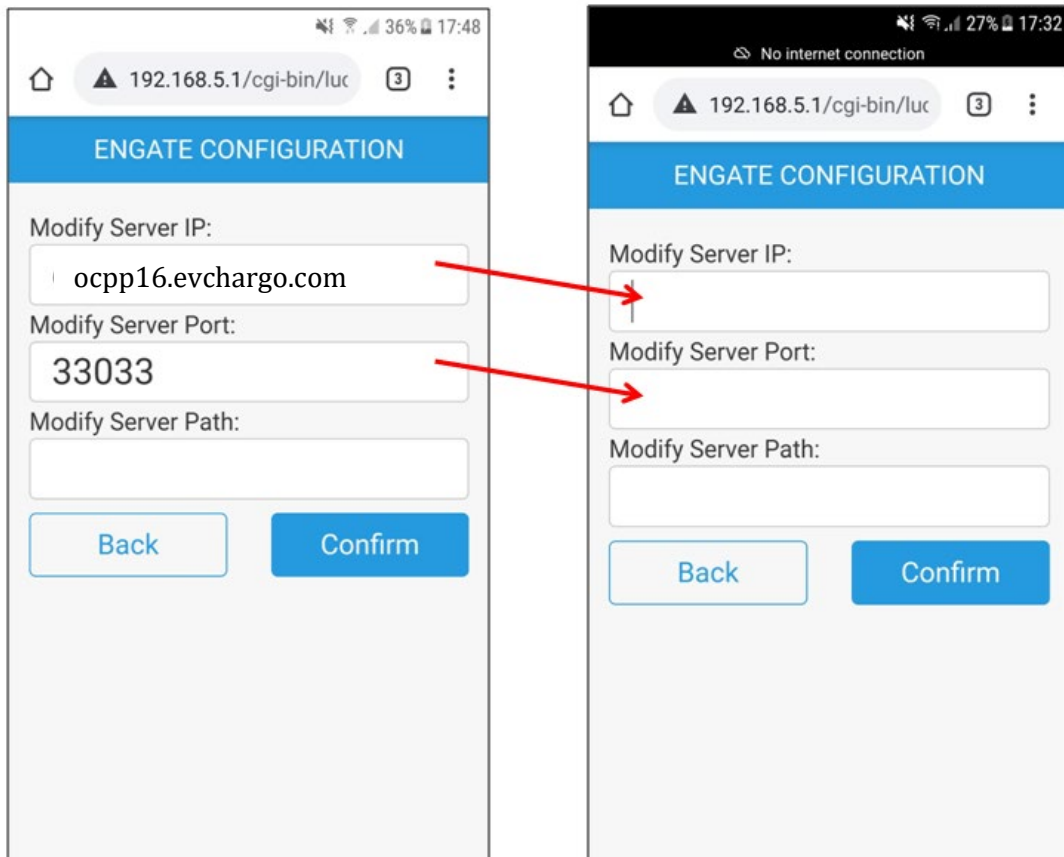 36% 17:48
192.168.5.1/cgi-bin/luc
3
ENGATE CONFIGURATION
Modify Server IP:
ocpp16.evchargo.com
Modify Server Port:
33033
Modify Server Path:
Back
Confirm
27% 17:32
No internet connection
192.168.5.1/cgi-bin/luc
3
ENGATE CONFIGURATION
Modify Server IP:
Modify Server Port:
Modify Server Path:
Back
Confirm